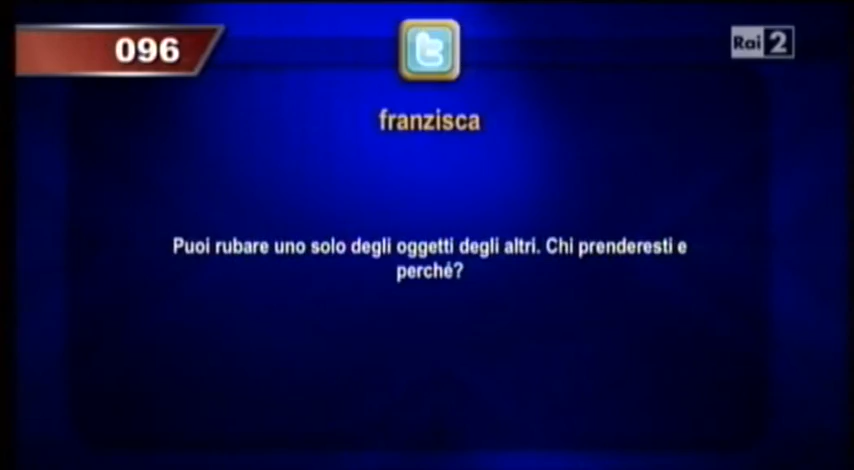 096
Rai 2
franzisca
Puoi rubare uno solo degli oggetti degli altri. Chi prenderesti e
perché?